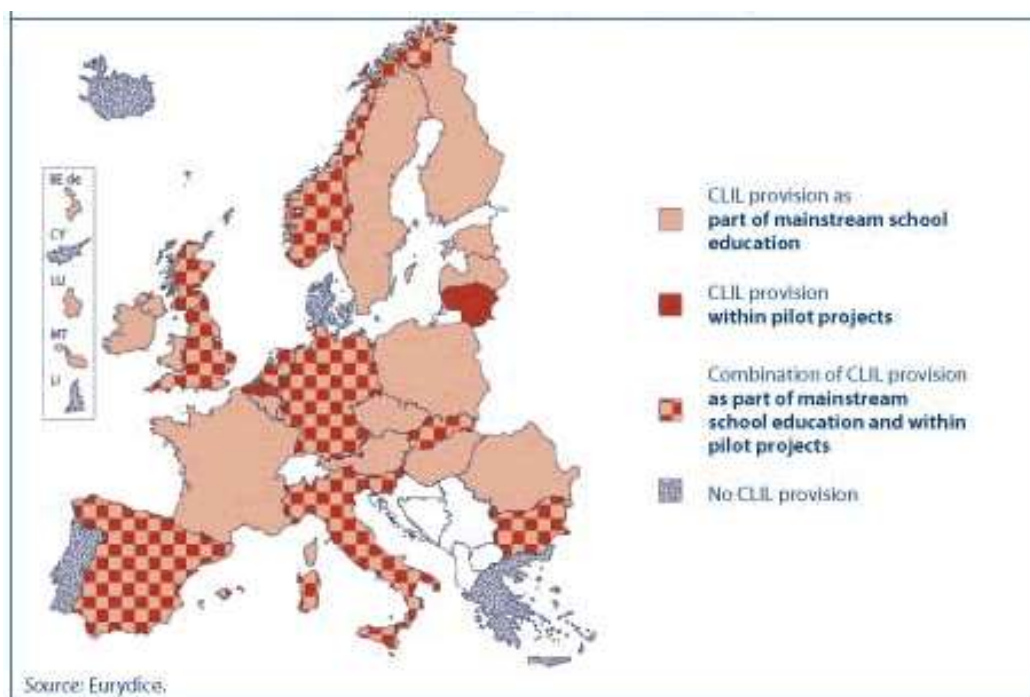 BE de
CY
LU
MT
LI
CLIL provision as
part of mainstream school
education
CLIL provision
within pilot projects
Combination of CLIL provision
as part of mainstream
school education and within
pilot projects
No CLIL provision
Source: Eurydice.